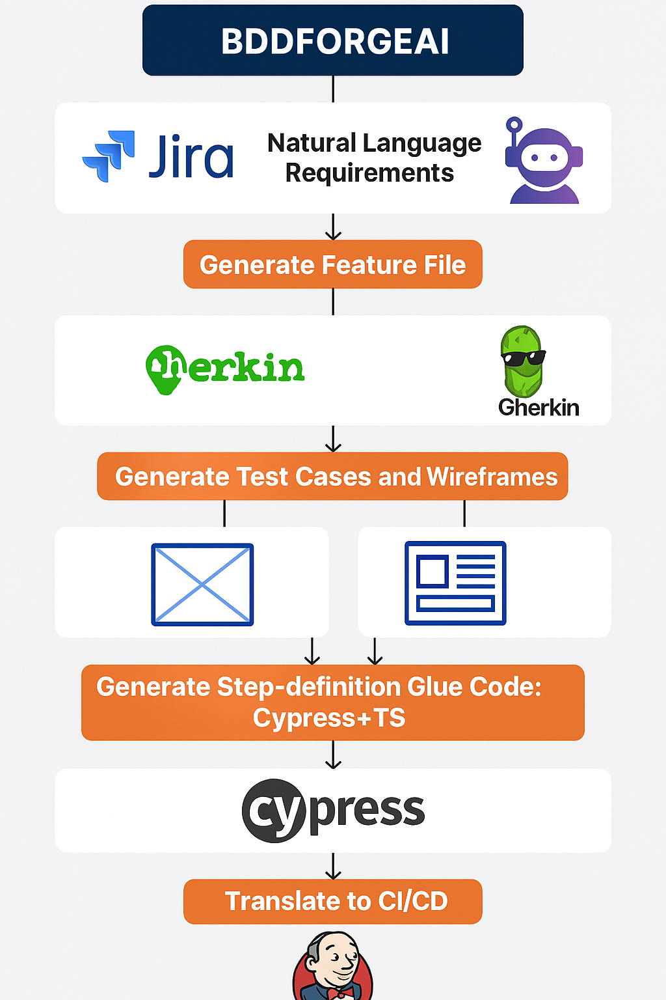 BDDFORGEAI
Jira
Natural Language
Requirements
Generate Feature File
Gherkin
Gherkin
Generate Test Cases and Wireframes
Generate Step-definition Glue Code:
Cypress+TS
cypress
Translate to CI/CD